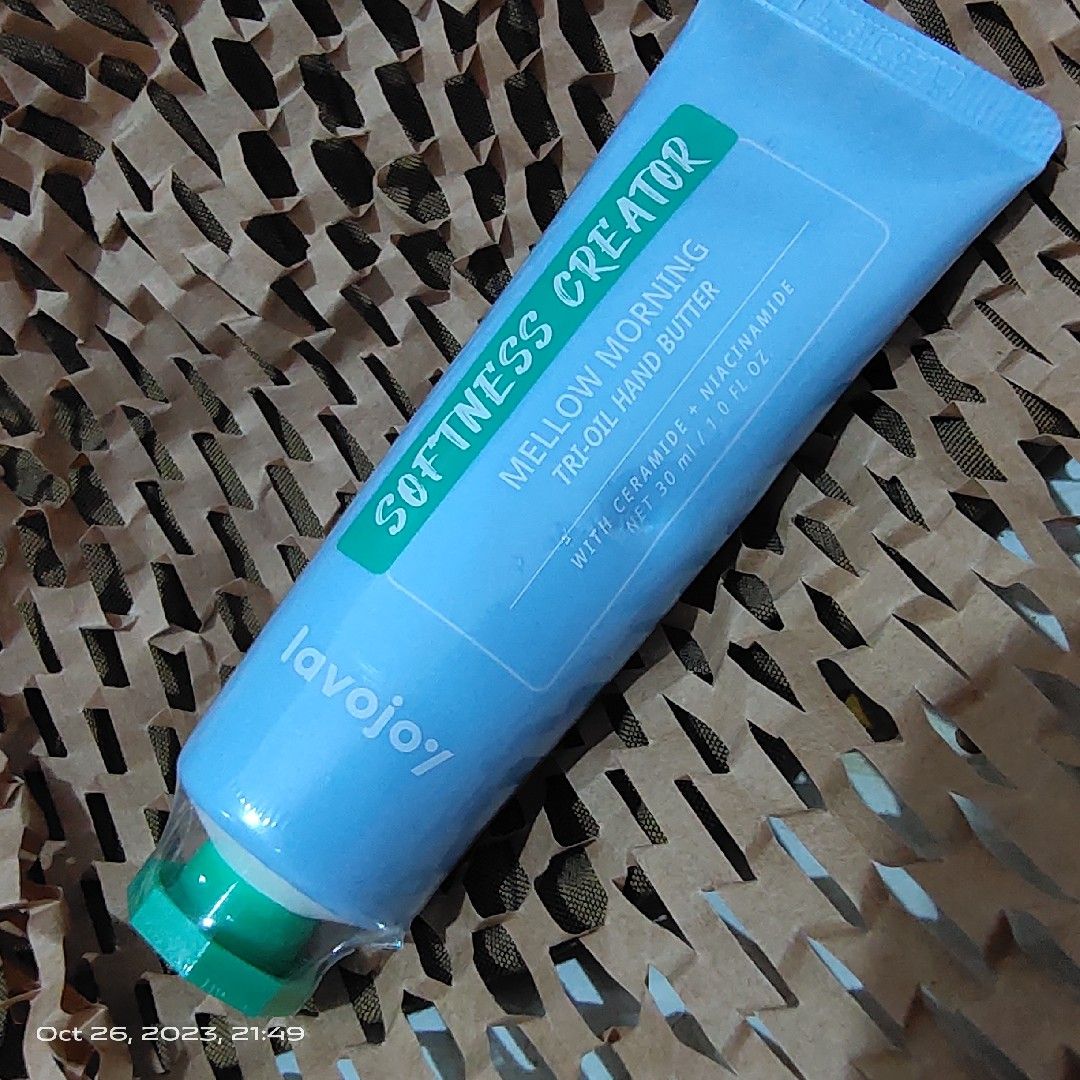 SOFTNESS CREATOR
MELLOW MORNING
TRI-OIL HAND BUTTER
WITH CERAMIDE + NIACINAMIDE
NET 30 ml / 1.0 FL OZ
lavojoy
Oct 26, 2023, 21:49